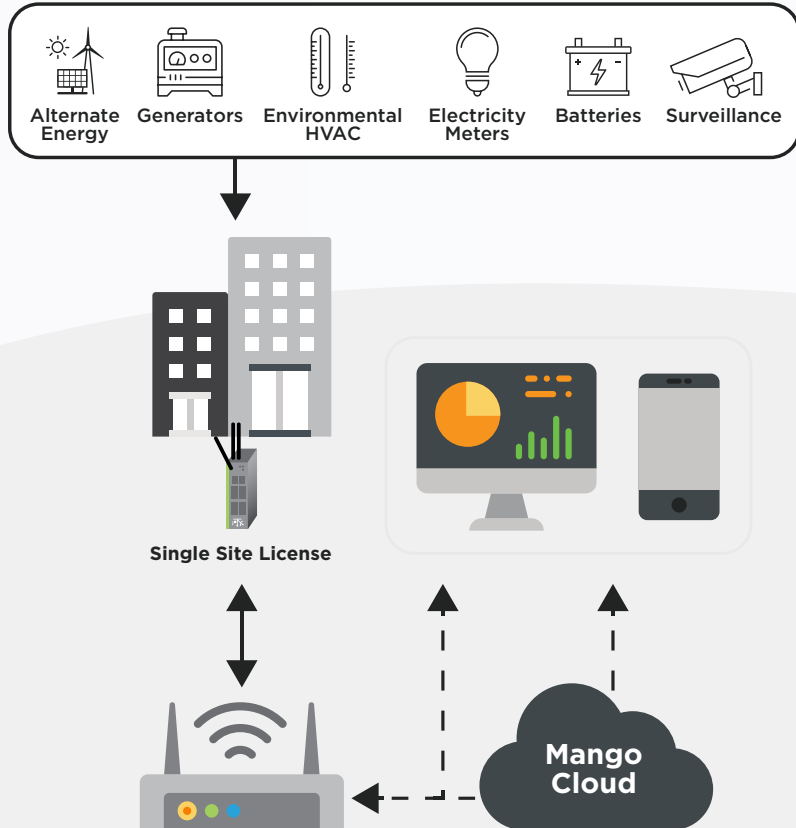 Alternate
Energy
Generators
Environmental
HVAC
Electricity
Meters
Batteries
Surveillance
Single Site License
Mango
Cloud